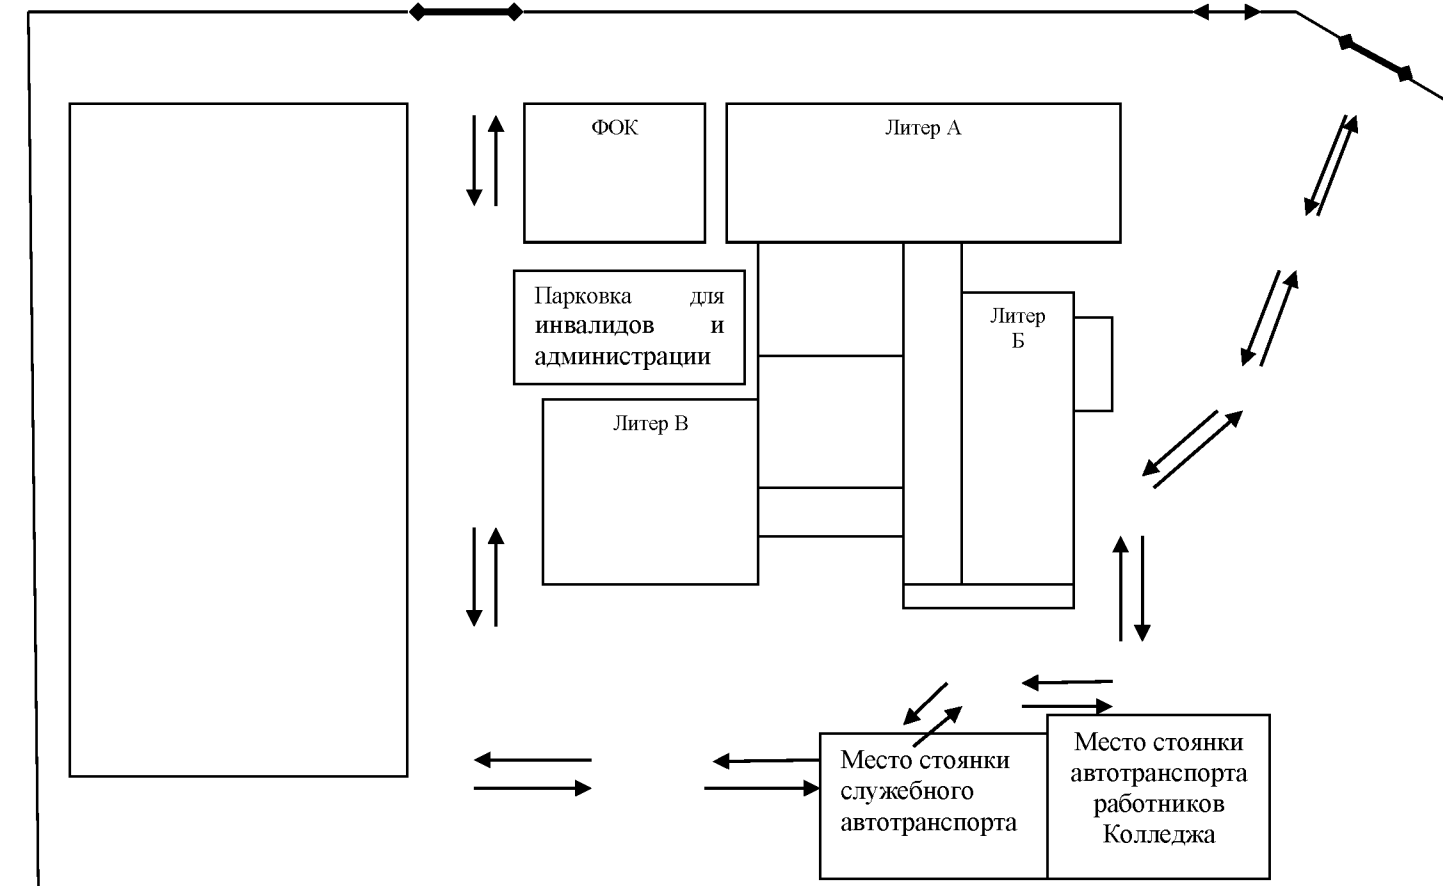 ФОК
Литер А
Парковка для
инвалидов и
администрации
Литер
Б
Литер В
Место стоянки
служебного
автотранспорта
Место стоянки
автотранспорта
работников
Колледжа